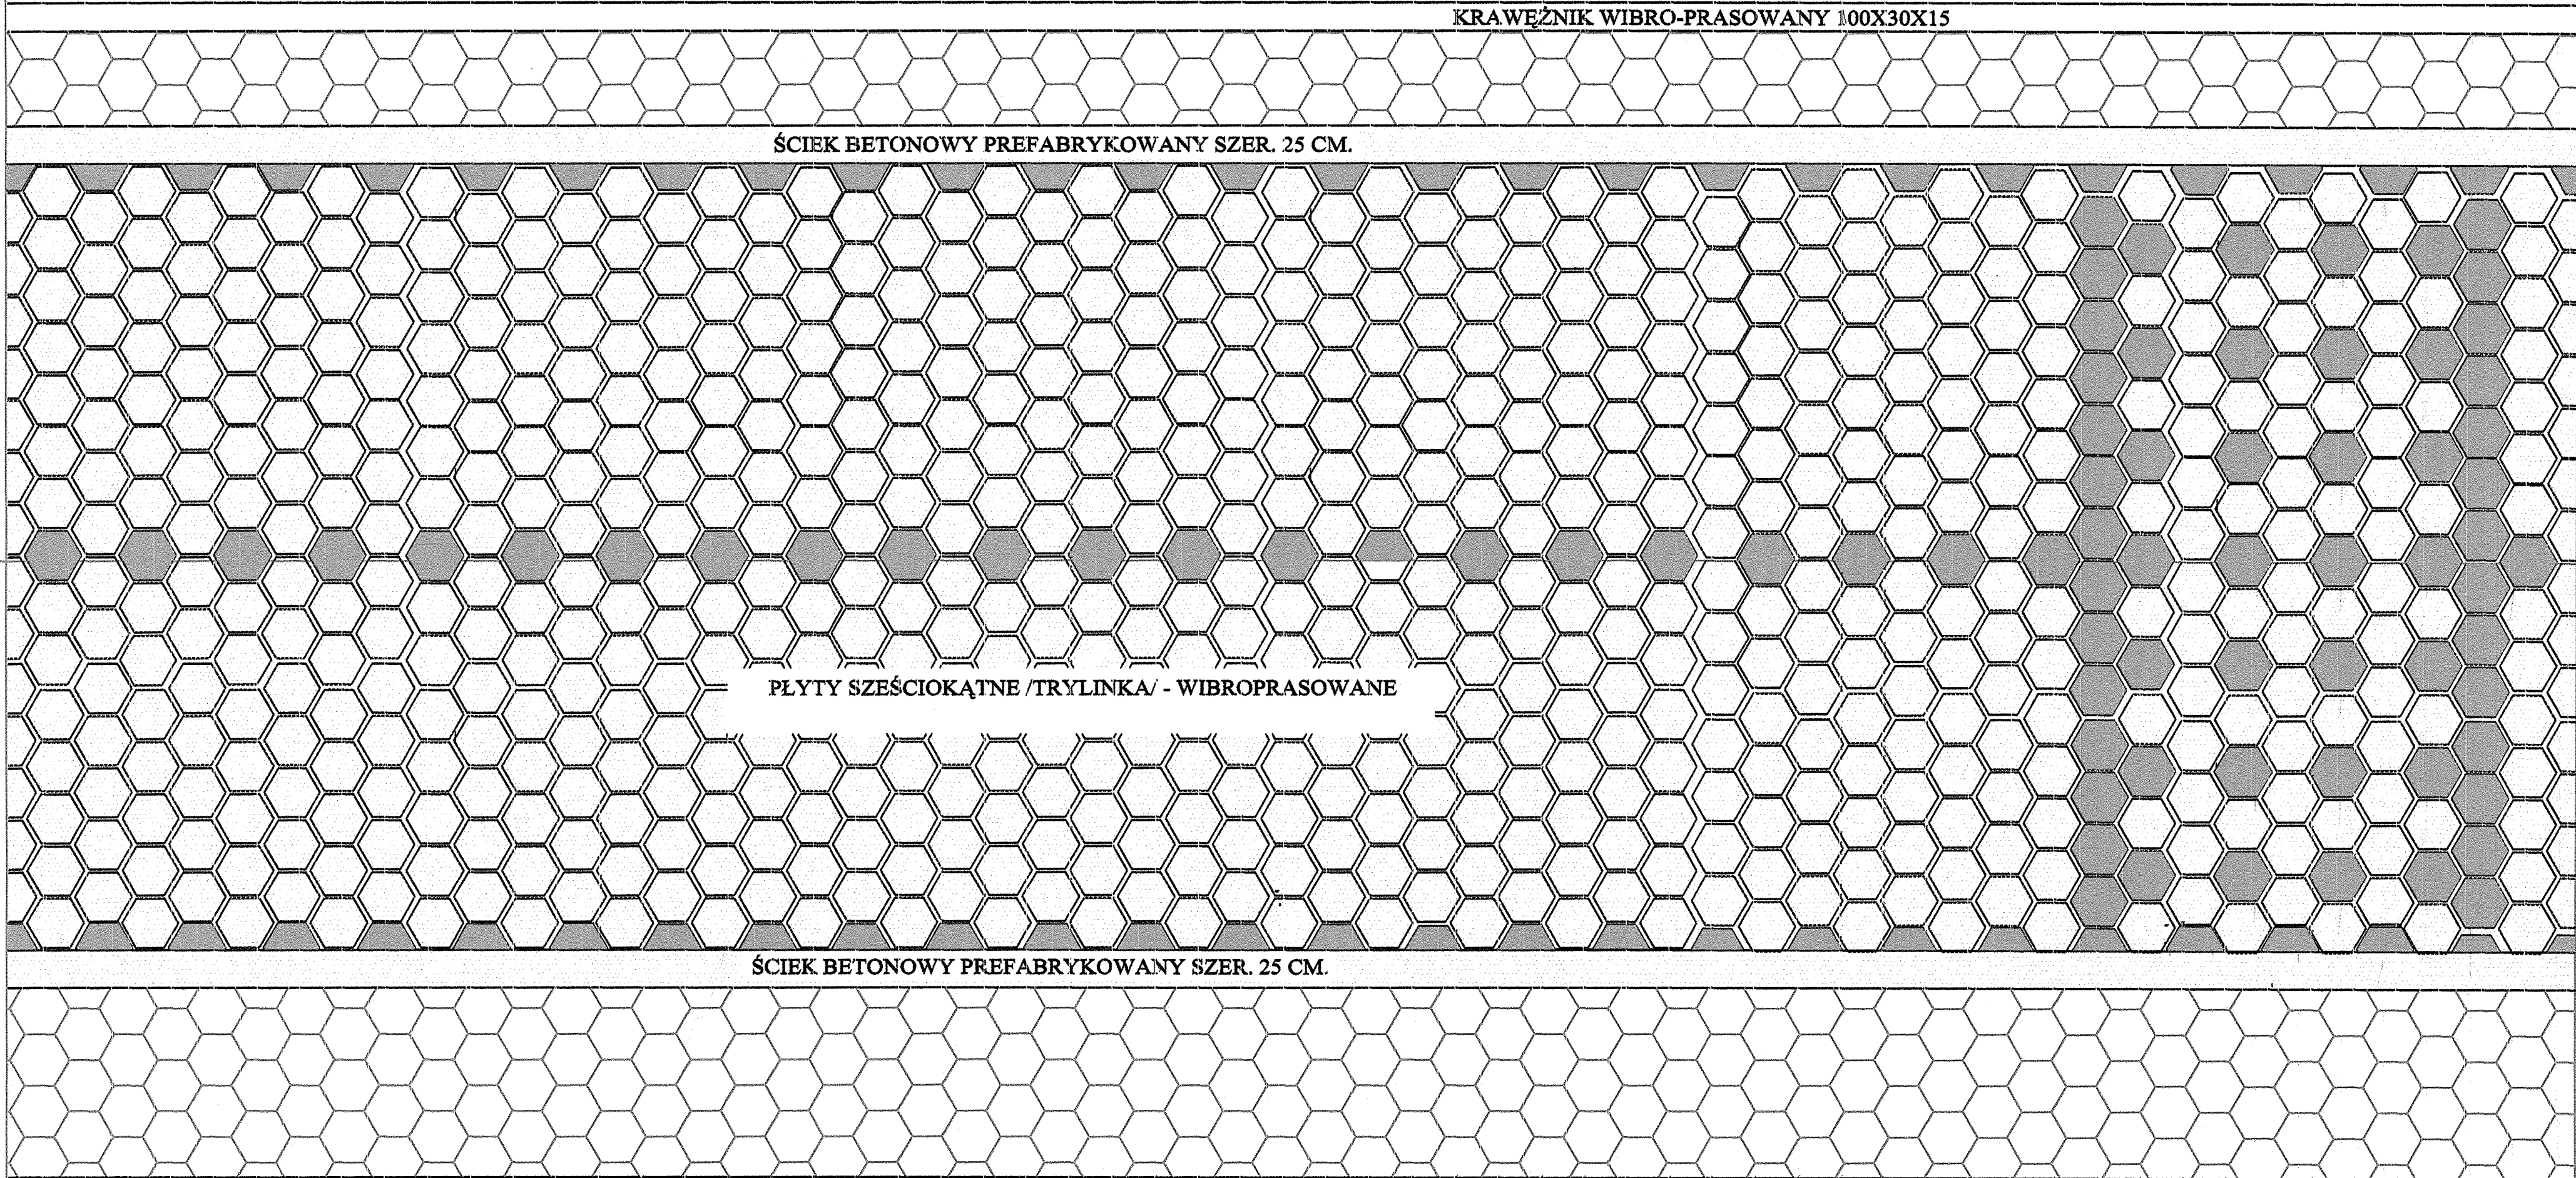 KRAWĘŻNIK WIBRO-PRASOWANY 100X30X15
ŚCIEK BETONOWY PREFABRYKOWANY SZER. 25 CM.
PŁYTY SZEŚCIOKĄTNE /TRYLINKA/ - WIBROPRASOWANE
ŚCIEK BETONOWY PREFABRYKOWANY SZER. 25 CM.